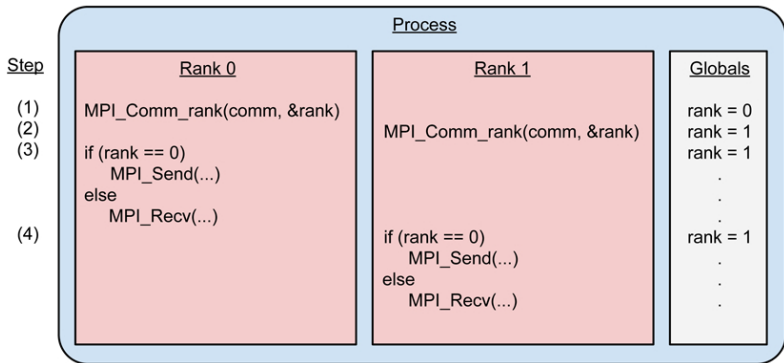 Process
Step Rank 0 Rank 1 Globals
(1) MPI_Comm_rank(comm, &rank) rank = 0
(2) MPI_Comm_rank(comm, &rank) rank = 1
(3) if (rank == 0) rank = 1
MPI_Send(...) .
else .
MPI_Recv(...) .
(4) if (rank == 0) rank = 1
MPI_Send(...) .
else .
MPI_Recv(...) .